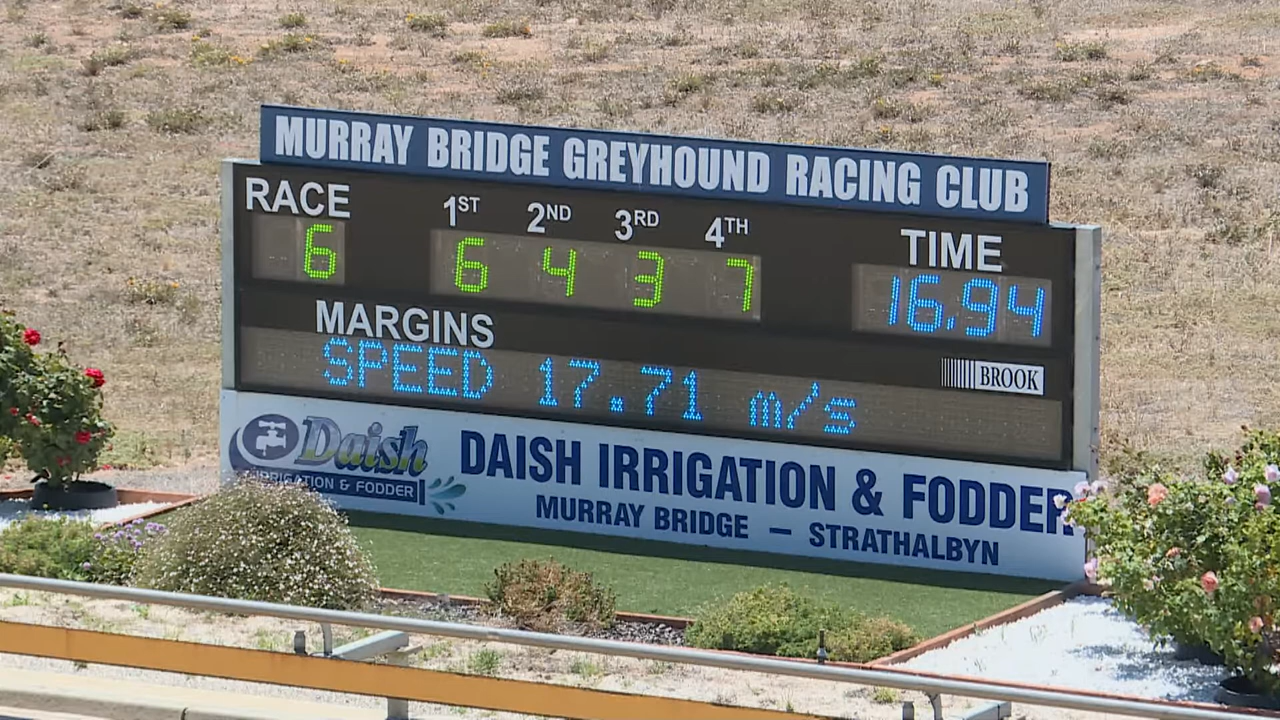 MURRAY BRIDGE GREYHOUND RACING CLUB
RACE 1ST 2ND 3RD 4TH TIME
6 6 4 3 7 16.94
MARGINS
SPEED 17.71 m/s
BROOK
Daish
IRRIGATION & FODDER
DAISH IRRIGATION & FODDER
MURRAY BRIDGE — STRATHALBYN